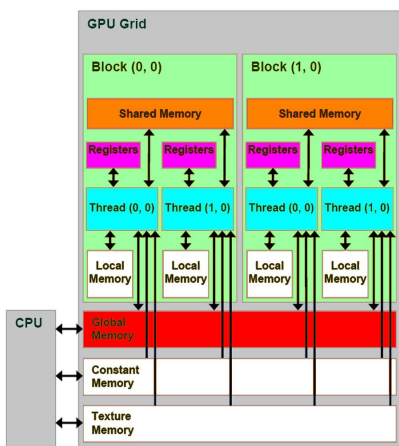 GPU Grid
Block (0, 0)
Block (1, 0)
Shared Memory
Shared Memory
Registers
Registers
Registers
Registers
Thread (0, 0)
Thread (1, 0)
Thread (0, 0)
Thread (1, 0)
Local
Memory
Local
Memory
Local
Memory
Local
Memory
CPU
Global
Memory
Constant
Memory
Texture
Memory